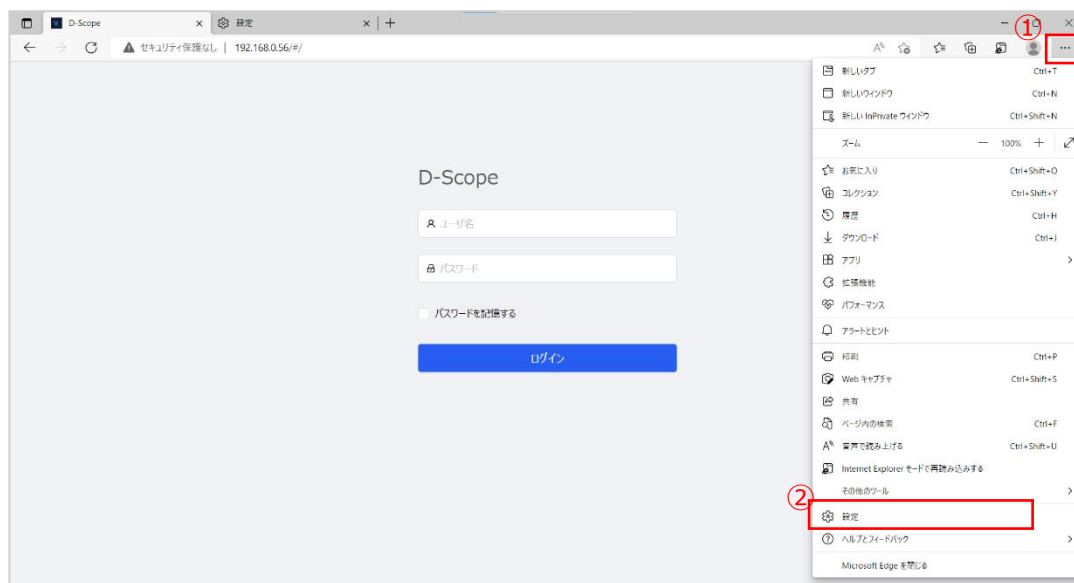 D-Scope
設定
①
セキュリティ保護なし | 192.168.0.56/#/
D-Scope
ユーザ名
パスワード
パスワードを記憶する
ログイン
新しいタブ Ctrl+T
新しいウィンドウ Ctrl+N
新しい InPrivate ウィンドウ Ctrl+Shift+N
ズーム 100%
お気に入り Ctrl+Shift+O
コレクション Ctrl+Shift+Y
履歴 Ctrl+H
ダウンロード Ctrl+J
アプリ
拡張機能
パフォーマンス
アラートとヒント
印刷 Ctrl+P
Web キャプチャ Ctrl+Shift+S
共有
ページ内の検索 Ctrl+F
音声で読み上げる Ctrl+Shift+U
Internet Explorer モードで再読み込みする
その他のツール
②
設定
ヘルプとフィードバック
Microsoft Edge を閉じる